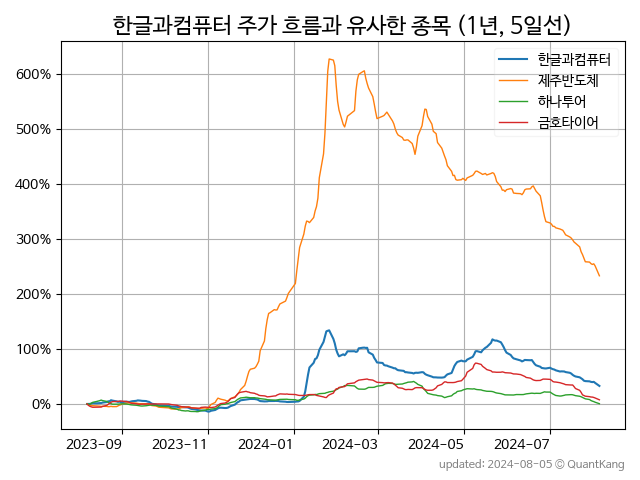 한글과컴퓨터 주가 흐름과 유사한 종목 (1년, 5일선)
한글과컴퓨터
제주반도체
하나투어
금호타이어
600%
500%
400%
300%
200%
100%
0%
2023-09 2023-11 2024-01 2024-03 2024-05 2024-07
updated: 2024-08-05 © QuantKang